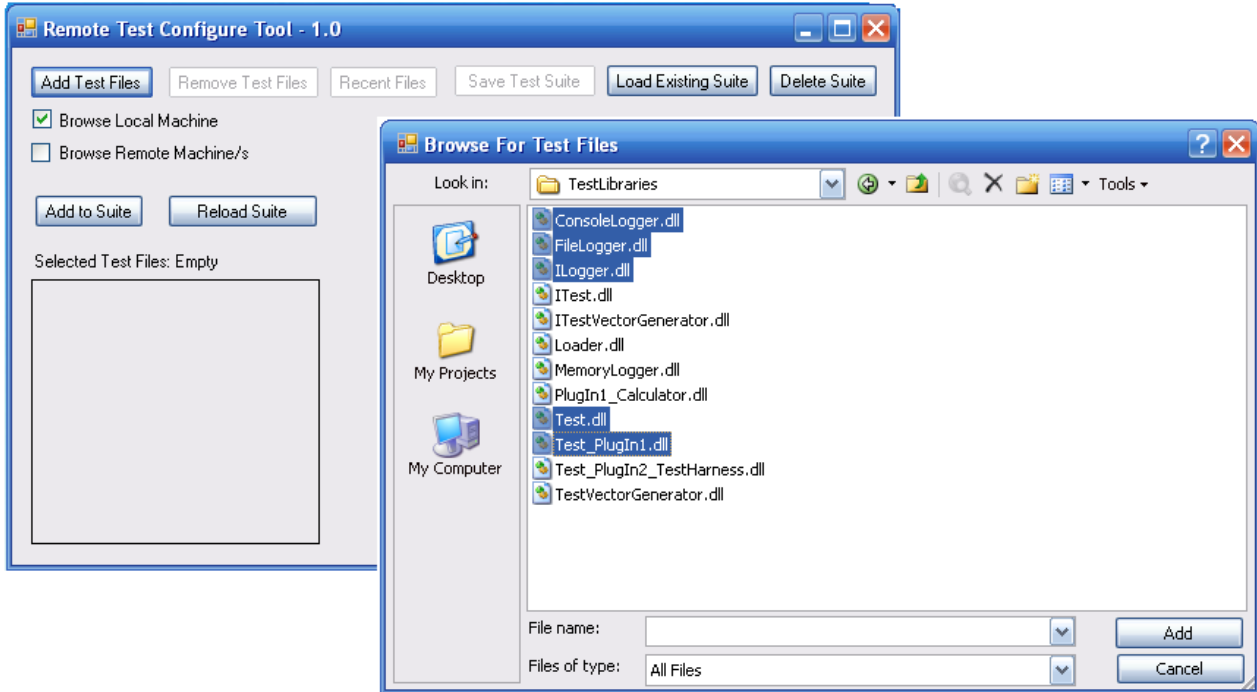 Remote Test Configure Tool - 1.0
Add Test Files Remove Test Files Recent Files Save Test Suite Load Existing Suite Delete Suite
Browse Local Machine
Browse Remote Machine/s
Add to Suite Reload Suite
Selected Test Files: Empty
Browse For Test Files
Look in: TestLibraries Tools
Desktop
My Projects
My Computer
ConsoleLogger.dll
FileLogger.dll
ILogger.dll
ITest.dll
ITestVectorGenerator.dll
Loader.dll
MemoryLogger.dll
PlugIn1_Calculator.dll
Test.dll
Test_PlugIn1.dll
Test_PlugIn2_TestHarness.dll
TestVectorGenerator.dll
File name: Add
Files of type: All Files Cancel